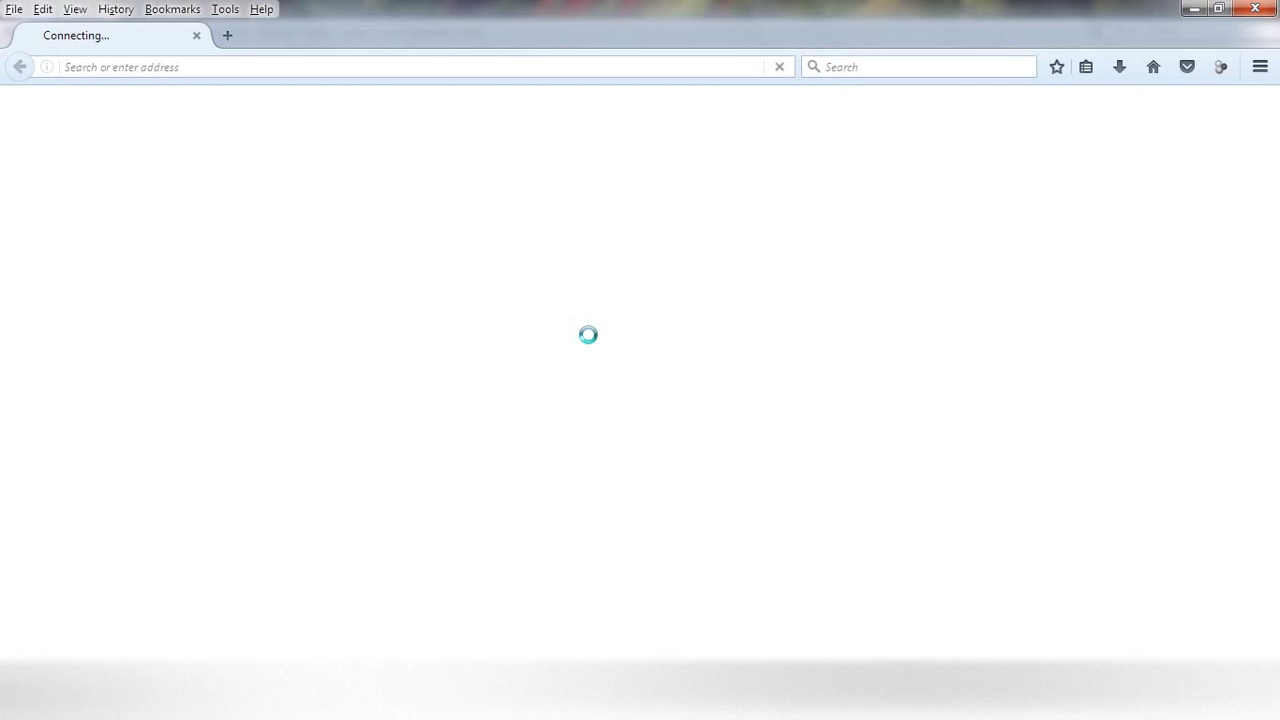 File Edit View History Bookmarks Tools Help
Connecting...
Search or enter address
Search